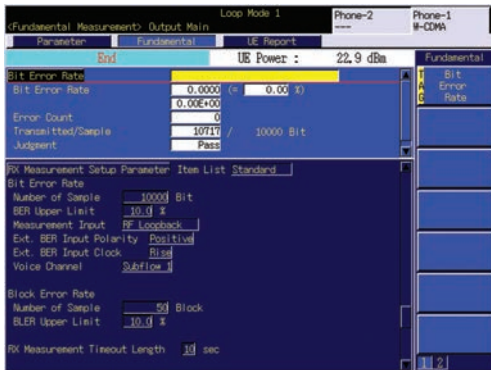 Loop Mode 1
Phone-2
----
Phone-1
W-CDMA
<Fundamental Measurement> Output Main
Parameter
Fundamental
UE Report
End
UE Power : 22.9 dBm
Fundamental
Bit Error Rate
Bit Error Rate 0.0000 (= 0.00 %)
0.00E+00
Error Count 0
Transmitted/Sample 10717 / 10000 Bit
Judgment Pass
TAG
Bit
Error
Rate
RX Measurement Setup Parameter Item List Standard
Bit Error Rate
Number of Sample 10000 Bit
BER Upper Limit 10.0 %
Measurement Input RF Loopback
Ext. BER Input Polarity Positive
Ext. BER Input Clock Rise
Voice Channel Subflow 1
Block Error Rate
Number of Sample 50 Block
BLER Upper Limit 10.0 %
RX Measurement Timeout Length 10 sec
1 2